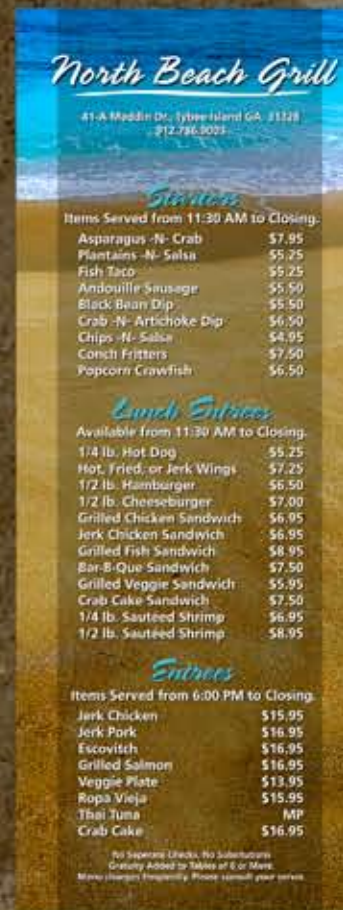 North Beach Grill
41-A Meddin Dr., Tybee Island GA. 31328
912.786.9003
Starters
Items Served from 11:30 AM to Closing.
Asparagus -N- Crab $7.95
Plantains -N- Salsa $5.25
Fish Taco $5.25
Andouille Sausage $5.50
Black Bean Dip $5.50
Crab -N- Artichoke Dip $6.50
Chips -N- Salsa $4.95
Conch Fritters $7.50
Popcorn Crawfish $6.50
Lunch Entrees
Available from 11:30 AM to Closing.
1/4 lb. Hot Dog $5.25
Hot, Fried, or Jerk Wings $7.25
1/2 lb. Hamburger $6.50
1/2 lb. Cheeseburger $7.00
Grilled Chicken Sandwich $6.95
Jerk Chicken Sandwich $6.95
Grilled Fish Sandwich $8.95
Bar-B-Que Sandwich $7.50
Grilled Veggie Sandwich $5.95
Crab Cake Sandwich $7.50
1/4 lb. Sautéed Shrimp $6.95
1/2 lb. Sautéed Shrimp $8.95
Entrees
Items Served from 6:00 PM to Closing.
Jerk Chicken $15.95
Jerk Pork $16.95
Escovitch $16.95
Grilled Salmon $16.95
Veggie Plate $13.95
Ropa Vieja $15.95
Thai Tuna MP
Crab Cake $16.95
No Seperate Checks, No Substitutions
Gratuity Added to Tables of 6 or More.
Menu changes frequently. Please consult your server.